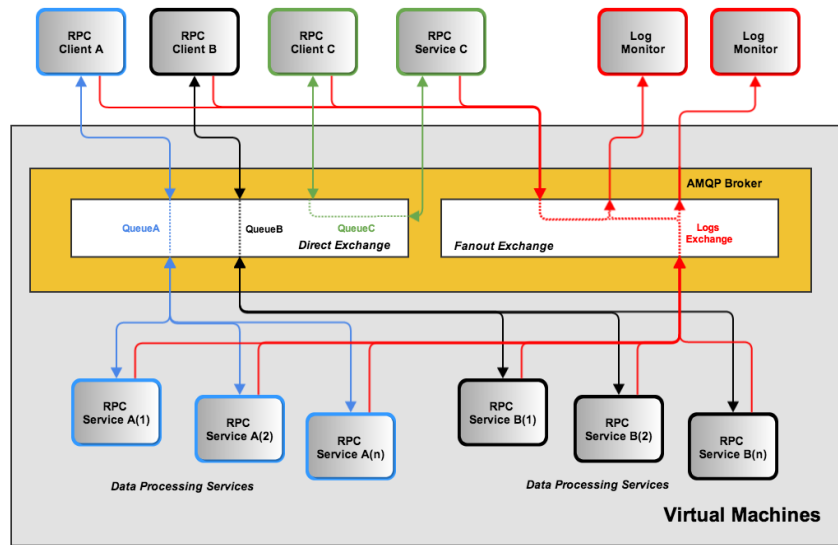 RPC
Client A
RPC
Client B
RPC
Client C
RPC
Service C
Log
Monitor
Log
Monitor
AMQP Broker
QueueA
QueueB
QueueC
Direct Exchange
Fanout Exchange
Logs
Exchange
RPC
Service A(1)
RPC
Service A(2)
RPC
Service A(n)
RPC
Service B(1)
RPC
Service B(2)
RPC
Service B(n)
Data Processing Services
Data Processing Services
Virtual Machines